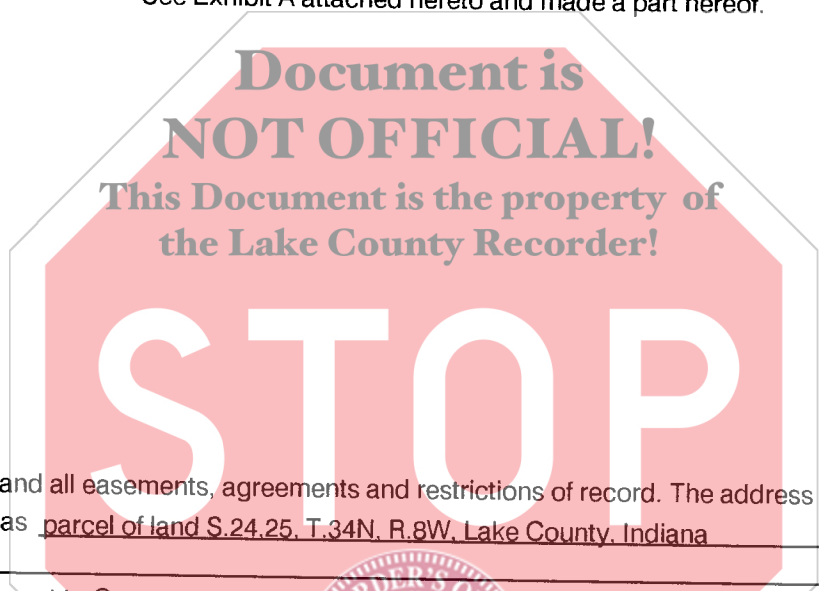 See Exhibit A attached hereto and made a part hereof.
Document is
NOT OFFICIAL!
This Document is the property of
the Lake County Recorder!
STOP
and all easements, agreements and restrictions of record. The address
as parcel of land S.24,25, T.34N, R.8W, Lake County, Indiana